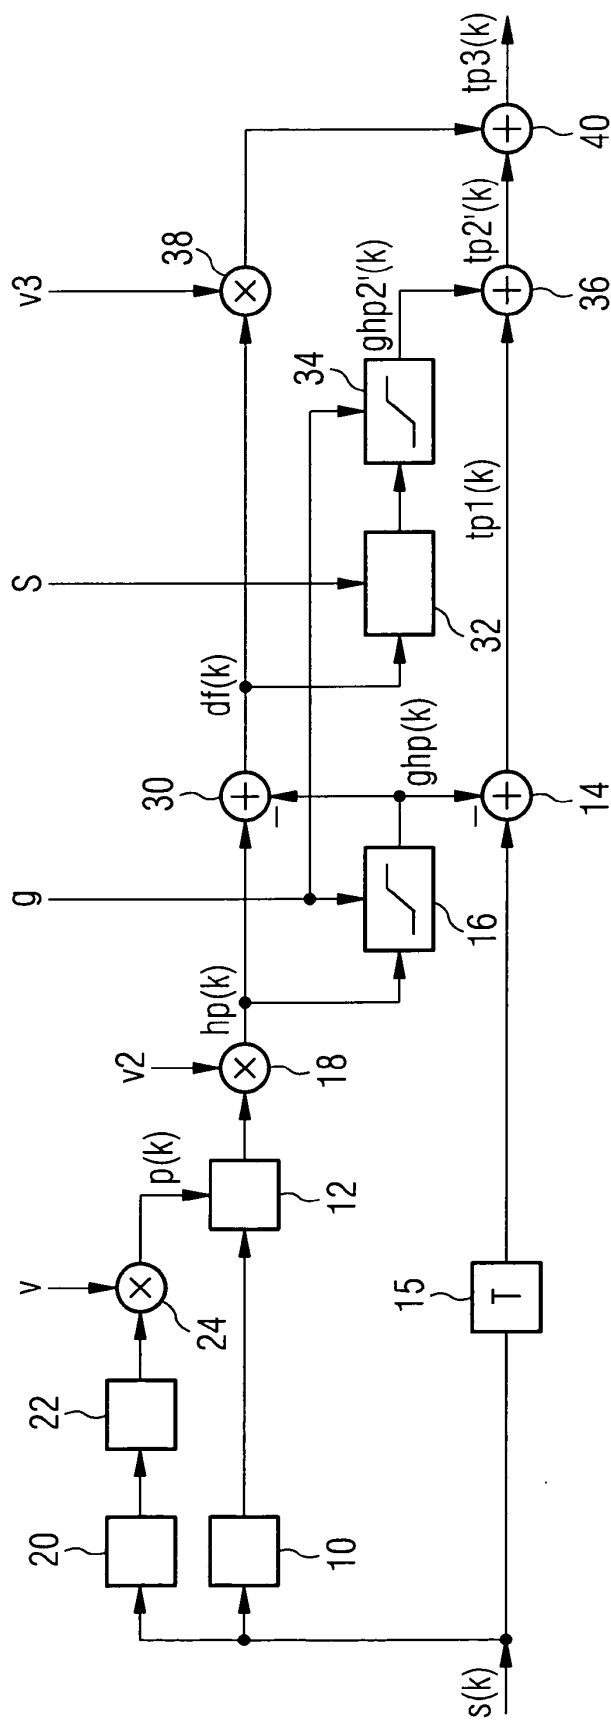 v
v2
g
S
v3
20
22
24
p(k)
10
12
18
hp(k)
30
df(k)
38
16
ghp(k)
32
34
ghp2'(k)
s(k)
15
T
14
tp1(k)
36
tp2'(k)
40
tp3(k)